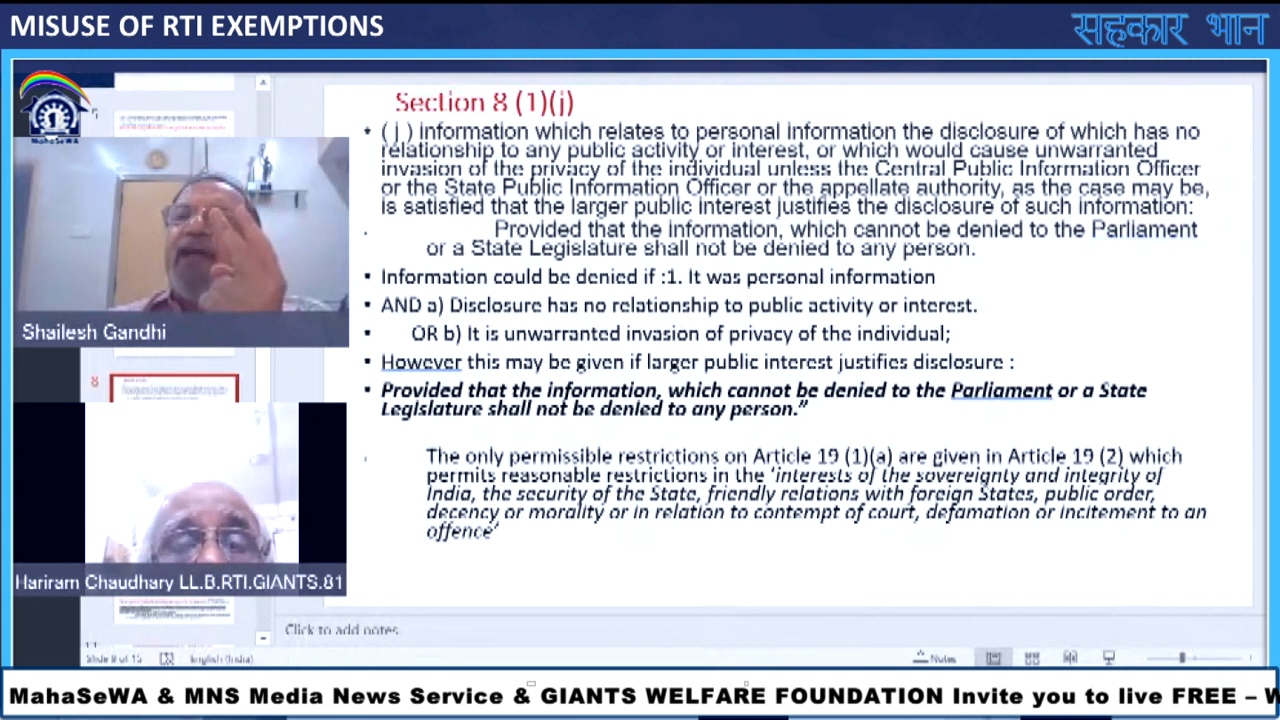 MISUSE OF RTI EXEMPTIONS
सहकार भान
MahaSeWA
Section 8 (1)(j)
• ( j ) information which relates to personal information the disclosure of which has no
relationship to any public activity or interest, or which would cause unwarranted
invasion of the privacy of the individual unless the Central Public Information Officer
or the State Public Information Officer or the appellate authority, as the case may be,
is satisfied that the larger public interest justifies the disclosure of such information:
Provided that the information, which cannot be denied to the Parliament
or a State Legislature shall not be denied to any person.
• Information could be denied if :1. It was personal information
• AND a) Disclosure has no relationship to public activity or interest.
• OR b) It is unwarranted invasion of privacy of the individual;
• However this may be given if larger public interest justifies disclosure :
• Provided that the information, which cannot be denied to the Parliament or a State
Legislature shall not be denied to any person.”
The only permissible restrictions on Article 19 (1)(a) are given in Article 19 (2) which
permits reasonable restrictions in the ‘interests of the sovereignty and integrity of
India, the security of the State, friendly relations with foreign States, public order,
decency or morality or in relation to contempt of court, defamation or incitement to an
offence’
Shailesh Gandhi
8
Hariram Chaudhary LL.B.RTI.GIANTS.81
Click to add notes
Slide 8 of 15
English (India)
Notes
MahaSeWA & MNS Media News Service & GIANTS WELFARE FOUNDATION Invite you to live FREE –